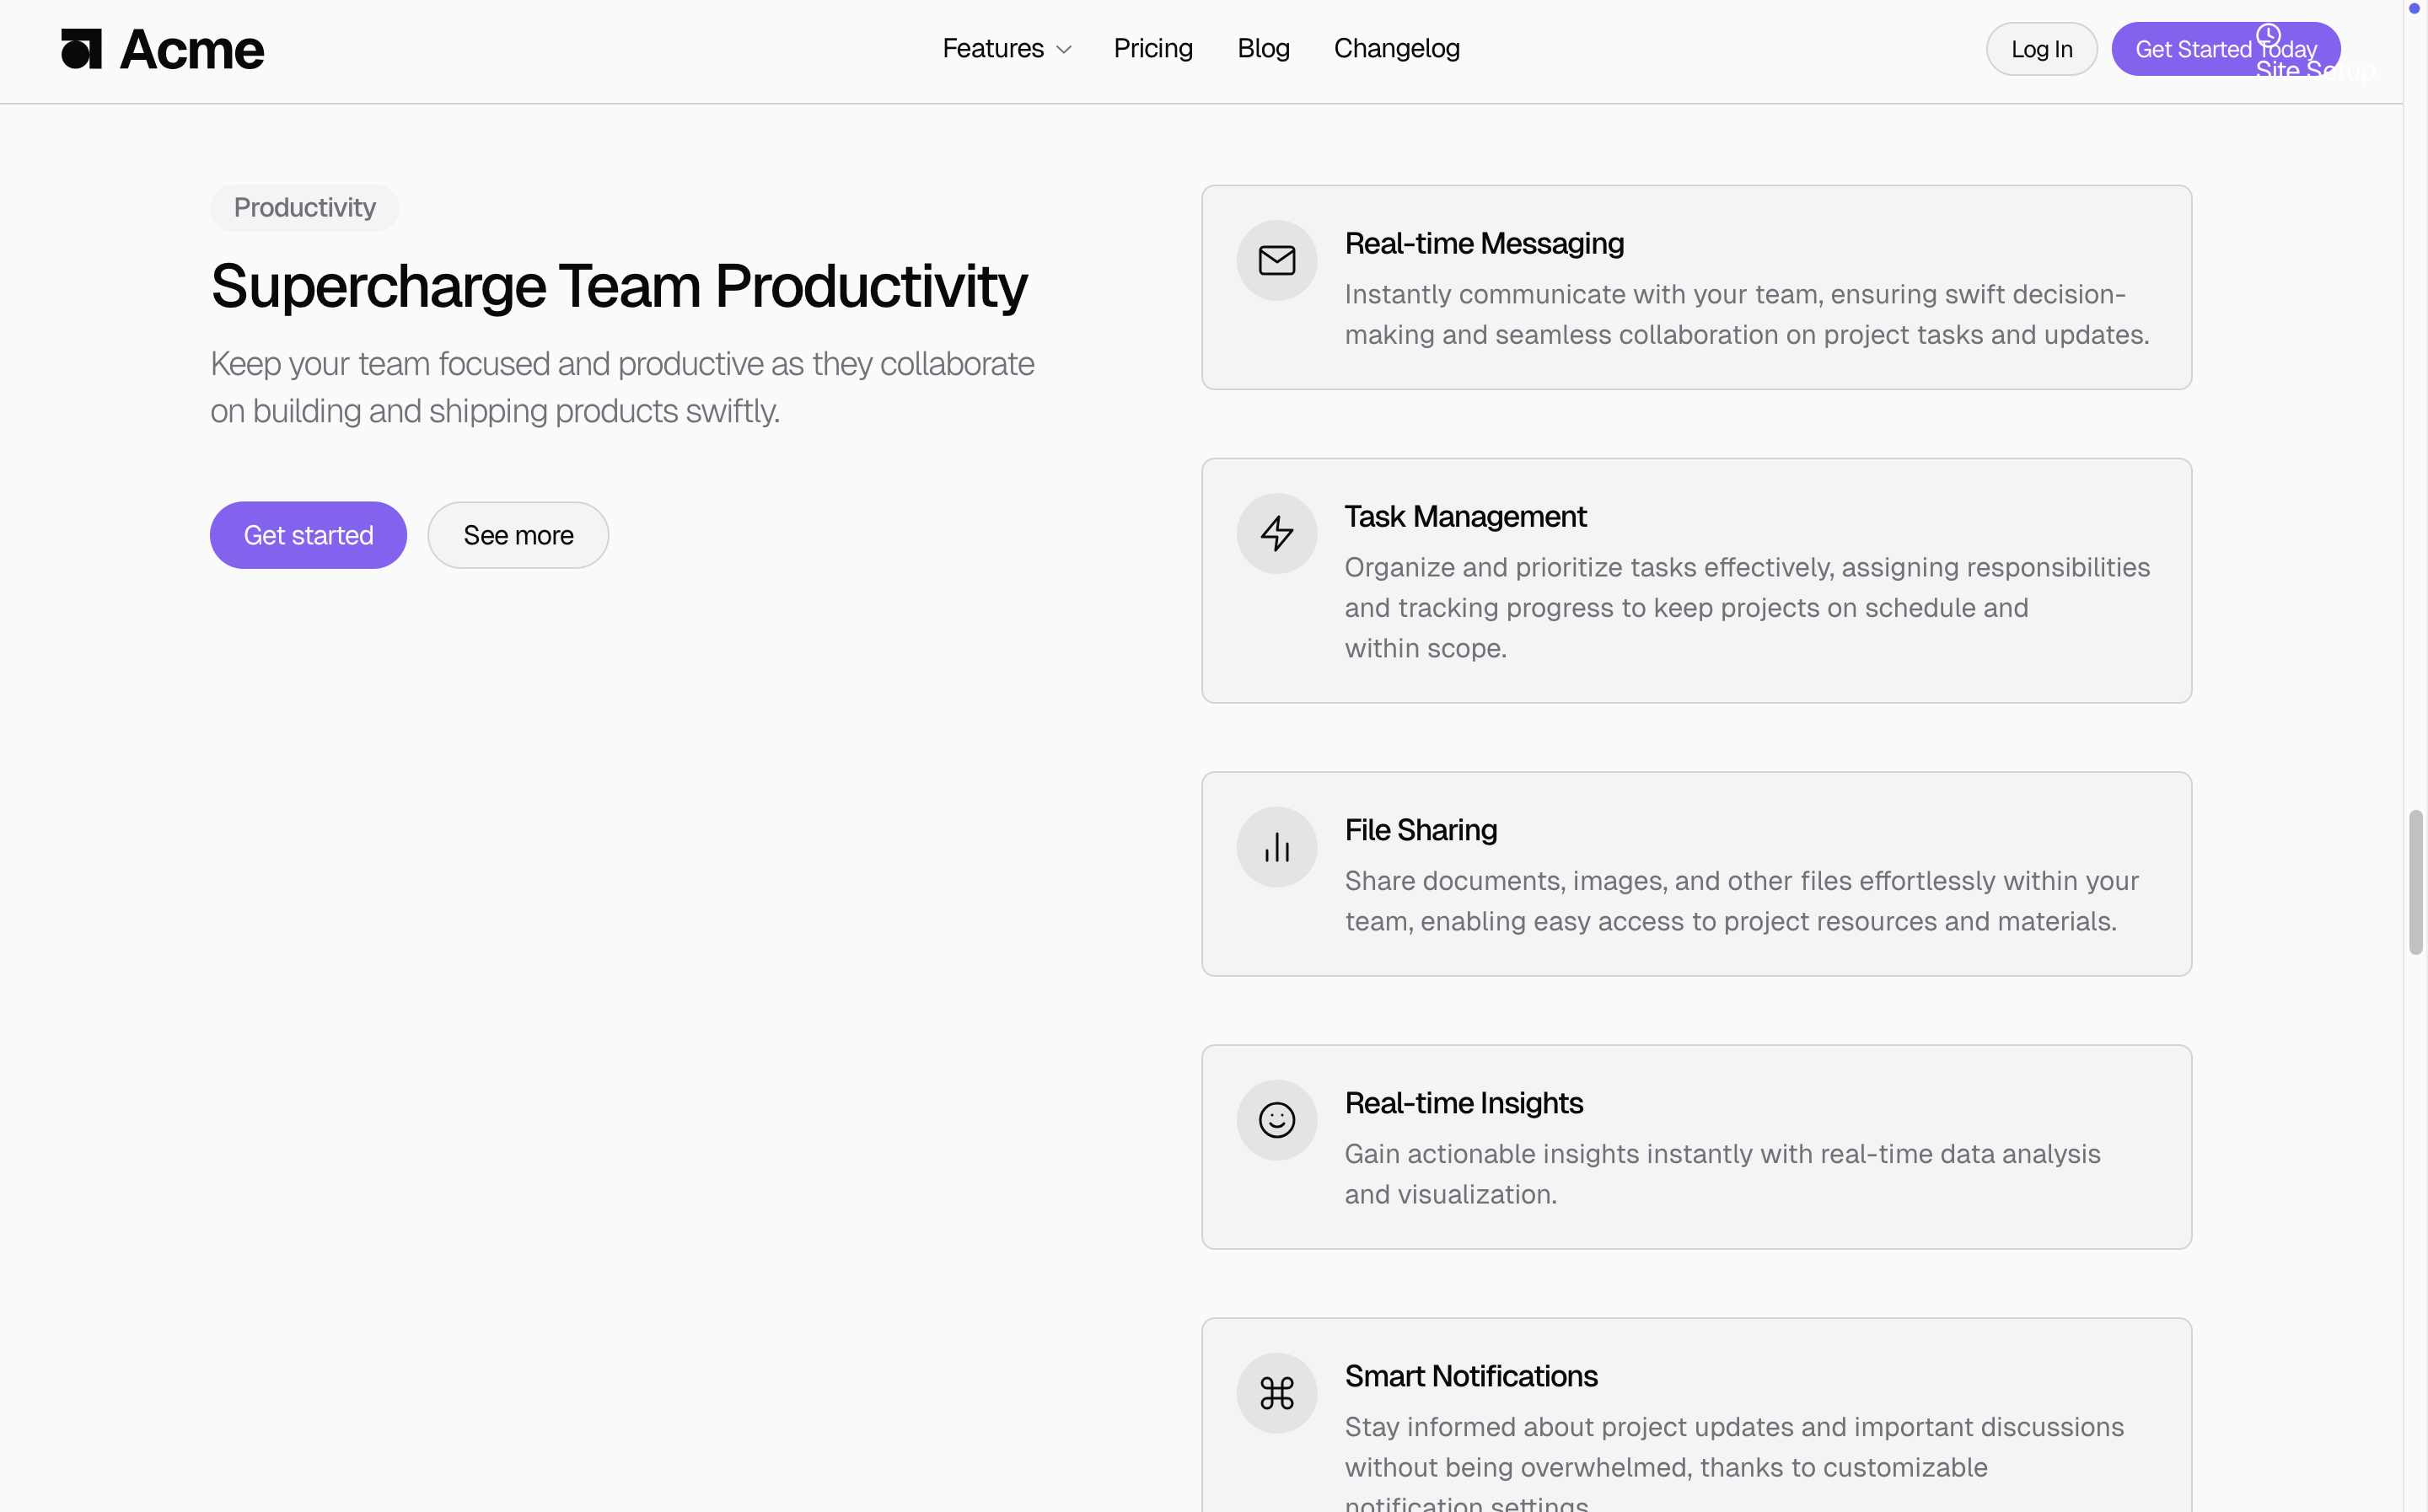 Acme
Features
Pricing
Blog
Changelog
Log In
Get Started Today
Site Setup
Productivity
Supercharge Team Productivity
Keep your team focused and productive as they collaborate
on building and shipping products swiftly.
Get started
See more
Real-time Messaging
Instantly communicate with your team, ensuring swift decision-
making and seamless collaboration on project tasks and updates.
Task Management
Organize and prioritize tasks effectively, assigning responsibilities
and tracking progress to keep projects on schedule and
within scope.
File Sharing
Share documents, images, and other files effortlessly within your
team, enabling easy access to project resources and materials.
Real-time Insights
Gain actionable insights instantly with real-time data analysis
and visualization.
Smart Notifications
Stay informed about project updates and important discussions
without being overwhelmed, thanks to customizable
notification settings.